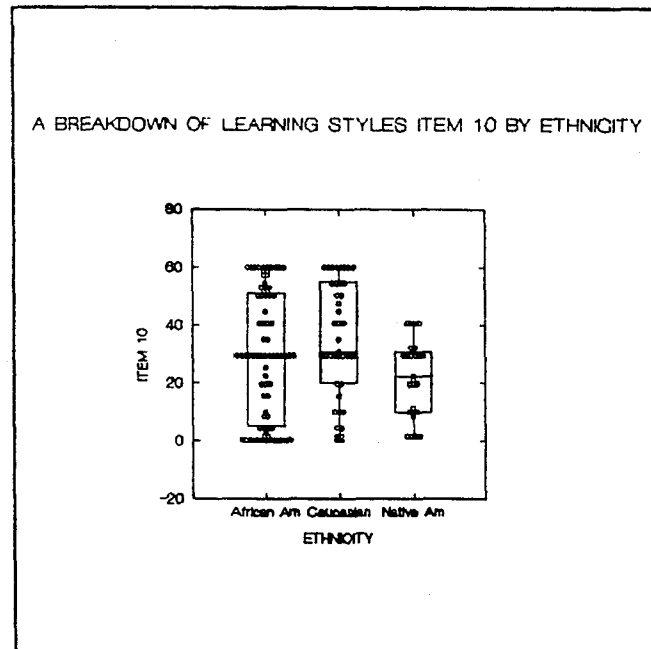 A BREAKDOWN OF LEARNING STYLES ITEM 10 BY ETHNICITY
80
60
40
20
0
-20
ITEM 10
African Am Caucasian Native Am
ETHNICITY